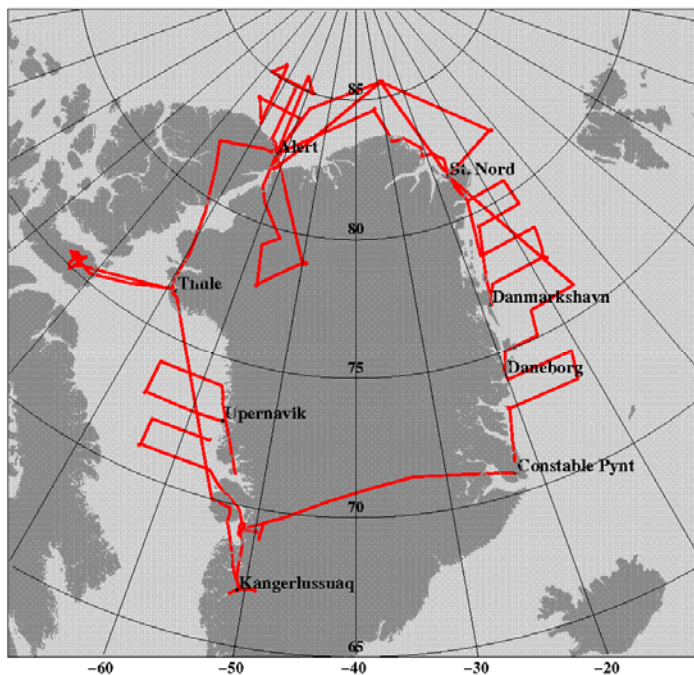 85
Alert
St. Nord
80
Thule
Danmarkshavn
75
Daneborg
Upernavik
Constable Pynt
70
Kangerlussuaq
65
−60 −50 −40 −30 −20